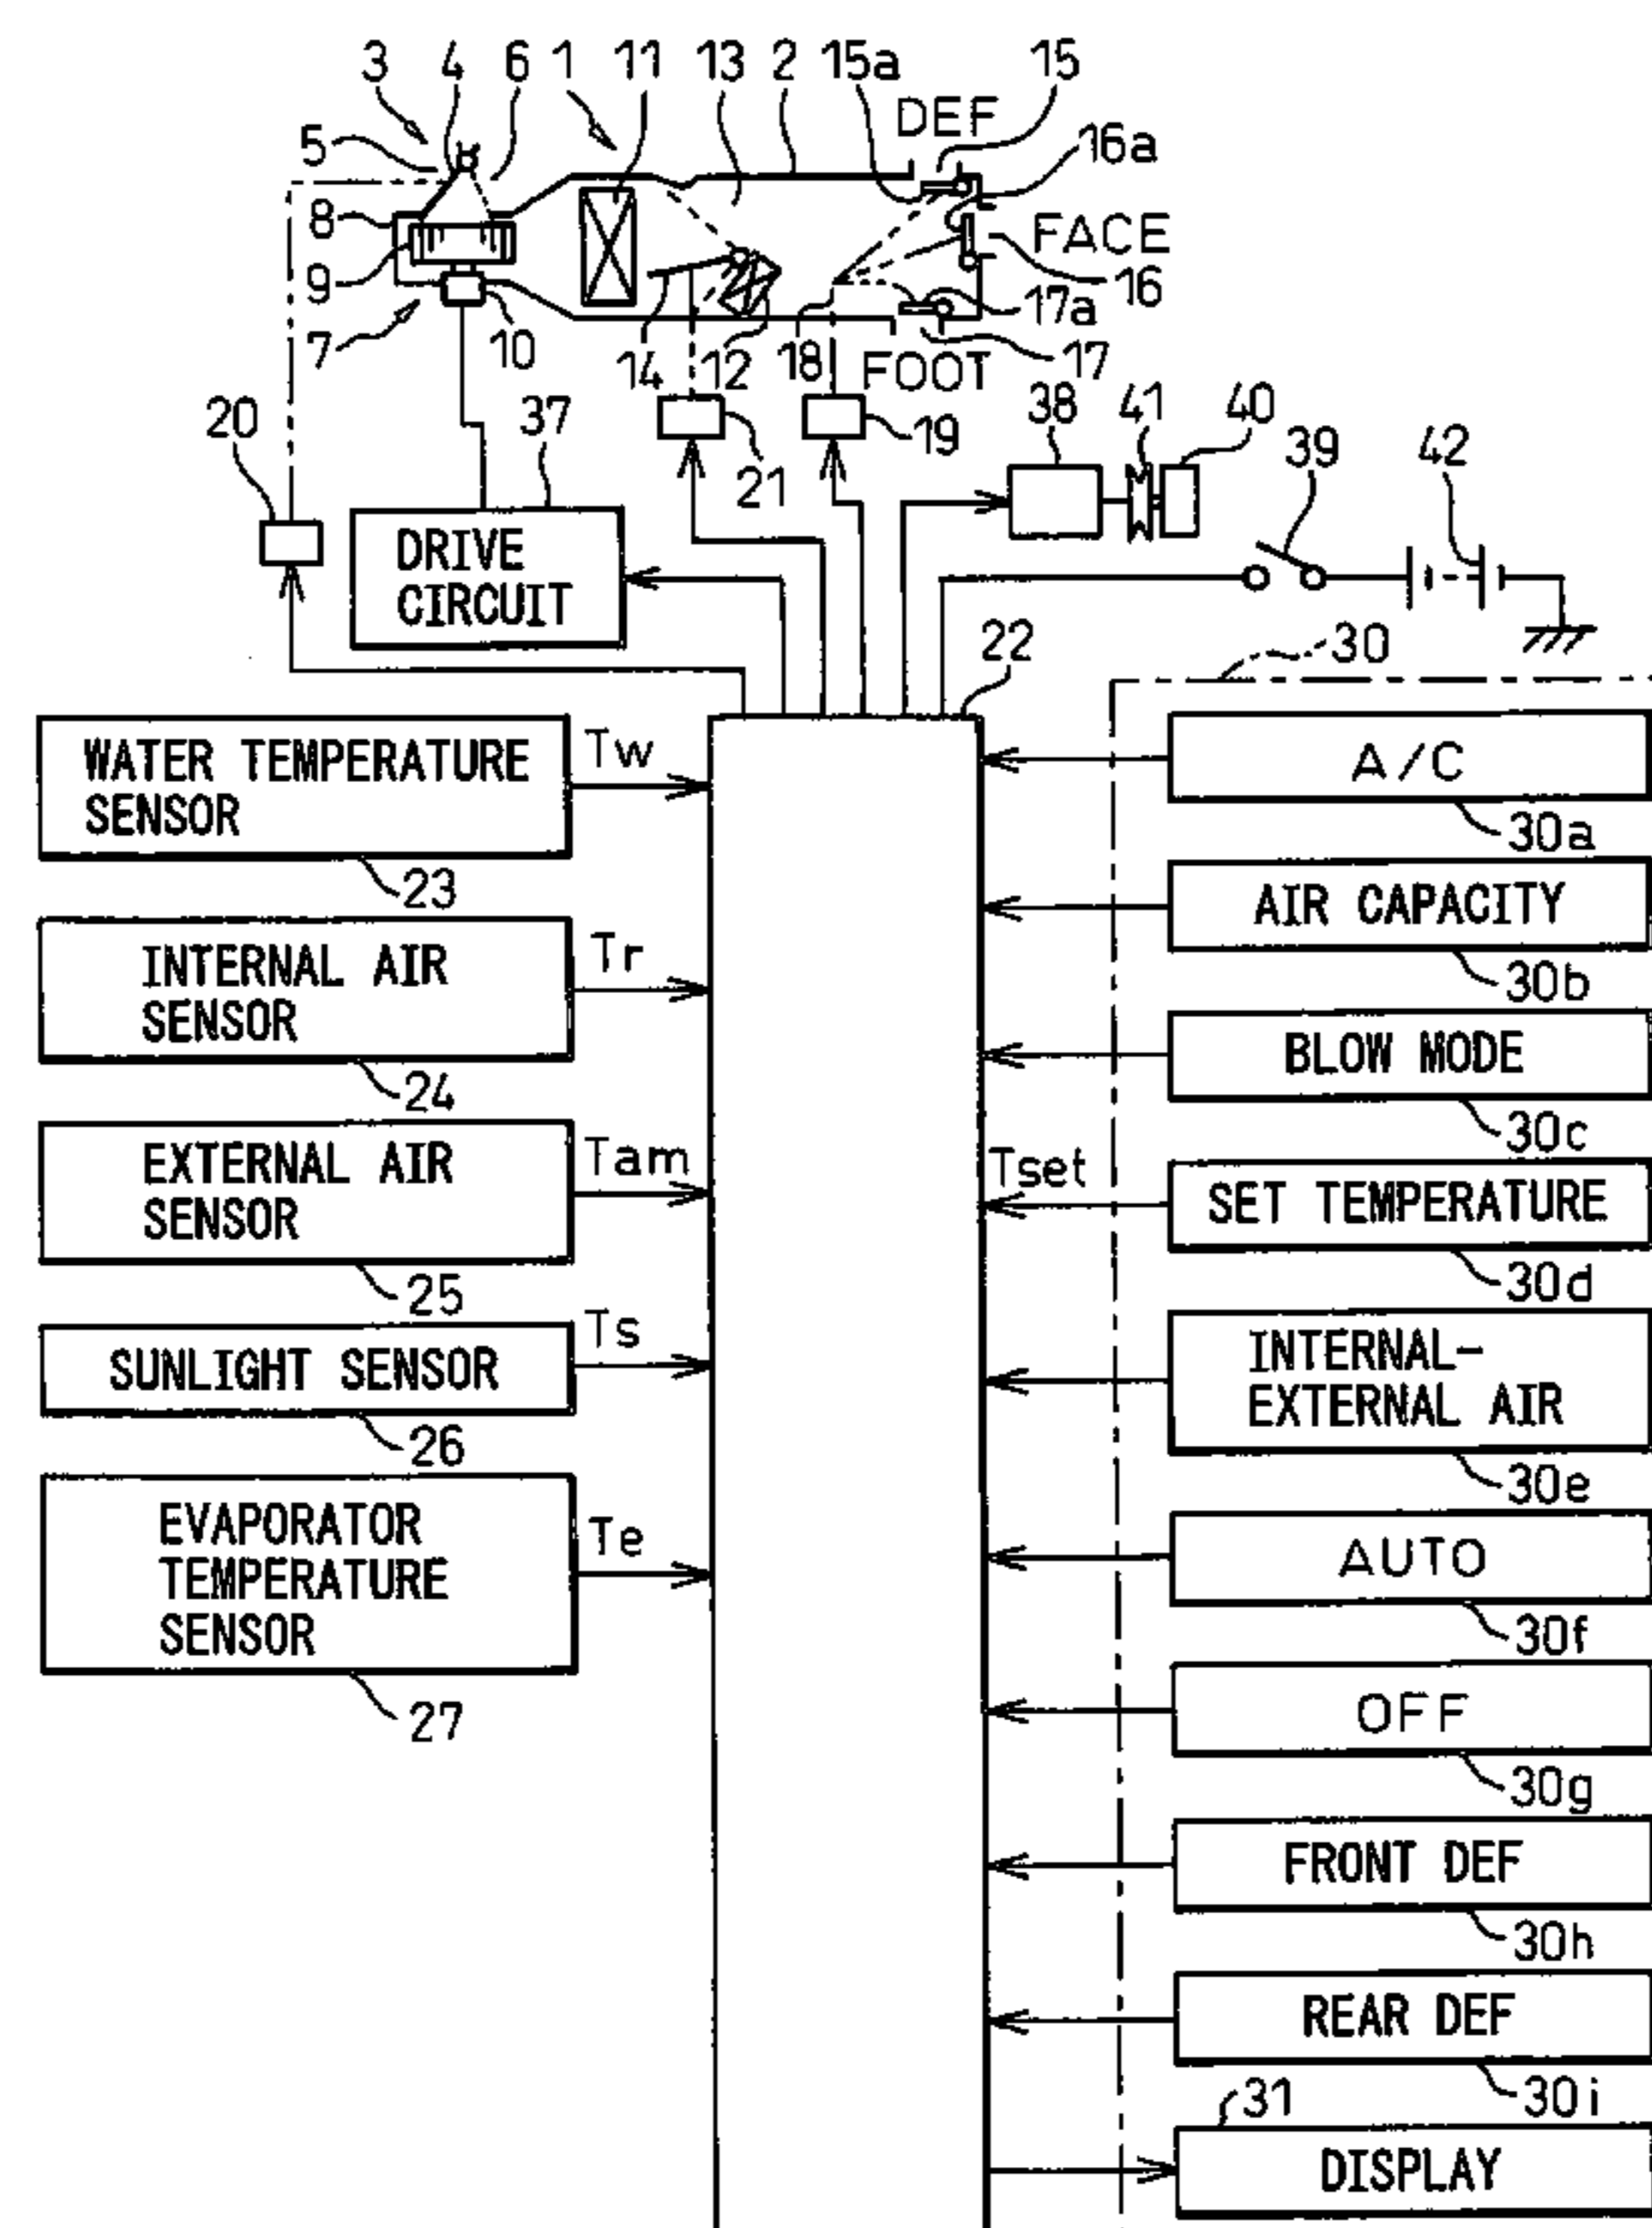 3 4 6 1 11 13 2 15a 15
DEF
5 16a
8 FACE
9 16
17a
7 10 14 12 18 FOOT 17
20 37 21 19 38 41 40 39 42
DRIVE
CIRCUIT
22 30
WATER TEMPERATURE
SENSOR
Tw
23
INTERNAL AIR
SENSOR
Tr
24
EXTERNAL AIR
SENSOR
Tam
25
SUNLIGHT SENSOR
Ts
26
EVAPORATOR
TEMPERATURE
SENSOR
Te
27
A/C
30a
AIR CAPACITY
30b
BLOW MODE
30c
Tset
SET TEMPERATURE
30d
INTERNAL-
EXTERNAL AIR
30e
AUTO
30f
OFF
30g
FRONT DEF
30h
REAR DEF
30i
31
DISPLAY